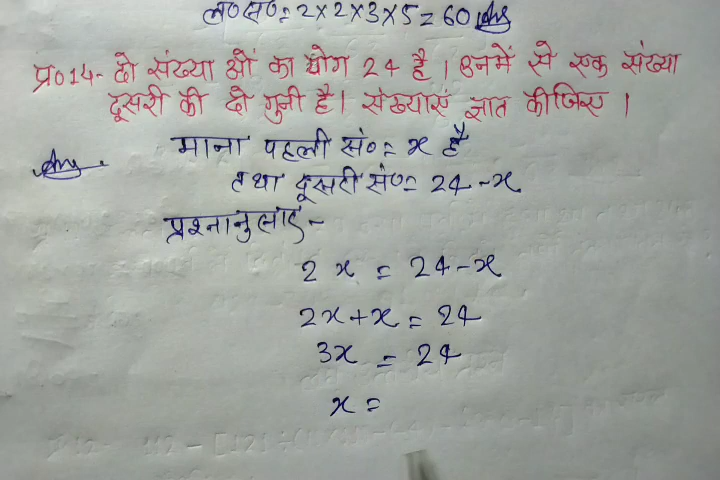 ल०स०= 2×2×3×5 = 60 Ans
प्र०14- दो संख्या ओं का योग 24 है। उनमें से एक संख्या
दूसरी की दो गुनी है। संख्याएं ज्ञात कीजिए।
Ans. माना पहली सं०= x है
तथा दूसरी सं०= 24-x
प्रश्नानुसार -
2x = 24-x
2x+x = 24
3x = 24
x =